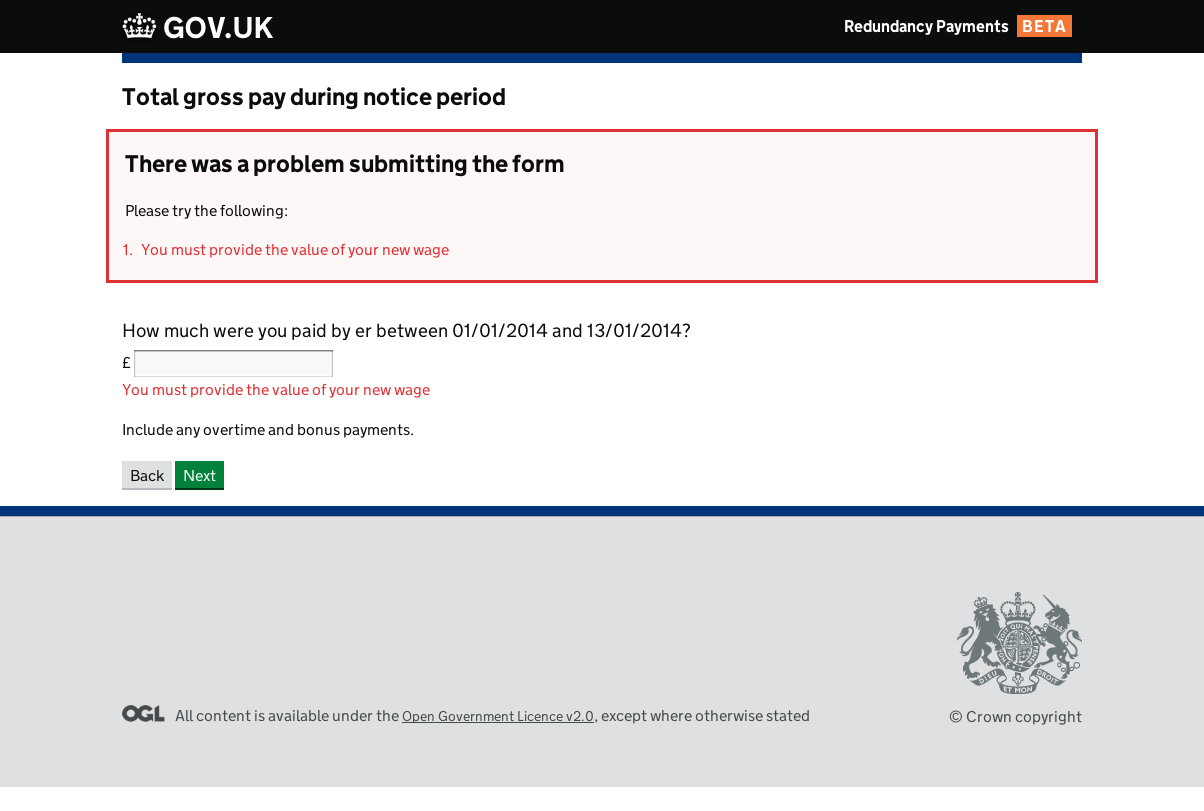 GOV.UK
Redundancy Payments BETA
Total gross pay during notice period
There was a problem submitting the form
Please try the following:
1. You must provide the value of your new wage
How much were you paid by er between 01/01/2014 and 13/01/2014?
£
You must provide the value of your new wage
Include any overtime and bonus payments.
Back Next
DIEU ET MON DROIT
OGL All content is available under the Open Government Licence v2.0, except where otherwise stated
© Crown copyright